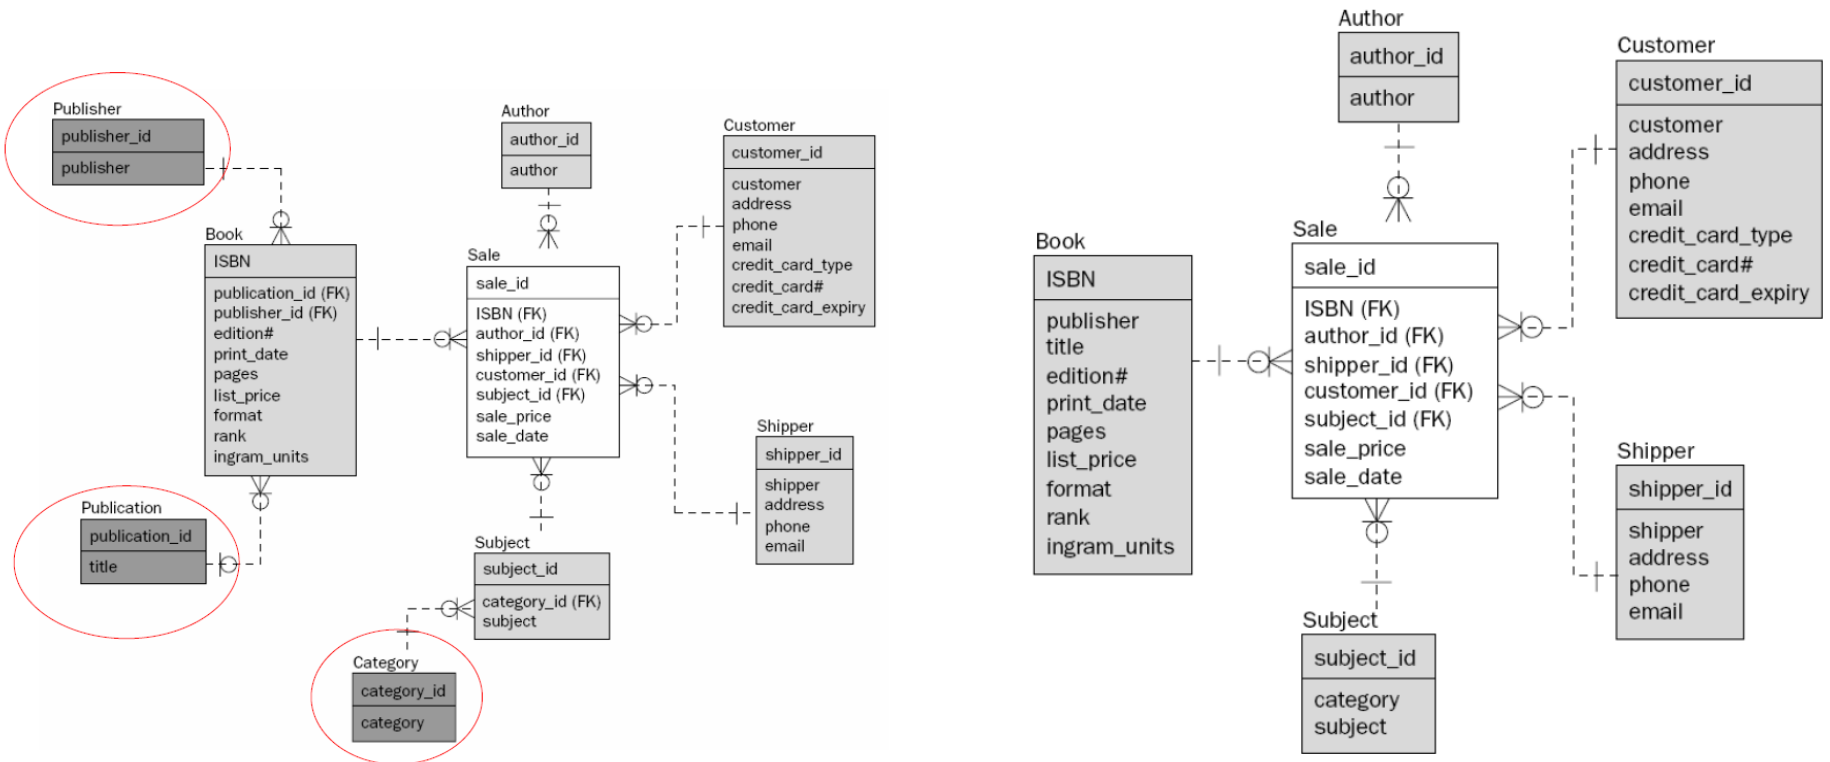 Publisher
publisher_id
publisher
Author
author_id
author
Customer
customer_id
customer
address
phone
email
credit_card_type
credit_card#
credit_card_expiry
Book
ISBN
publication_id (FK)
publisher_id (FK)
edition#
print_date
pages
list_price
format
rank
ingram_units
Sale
sale_id
ISBN (FK)
author_id (FK)
shipper_id (FK)
customer_id (FK)
subject_id (FK)
sale_price
sale_date
Shipper
shipper_id
shipper
address
phone
email
Publication
publication_id
title
Subject
subject_id
category_id (FK)
subject
Category
category_id
category
Author
author_id
author
Customer
customer_id
customer
address
phone
email
credit_card_type
credit_card#
credit_card_expiry
Book
ISBN
publisher
title
edition#
print_date
pages
list_price
format
rank
ingram_units
Sale
sale_id
ISBN (FK)
author_id (FK)
shipper_id (FK)
customer_id (FK)
subject_id (FK)
sale_price
sale_date
Shipper
shipper_id
shipper
address
phone
email
Subject
subject_id
category
subject